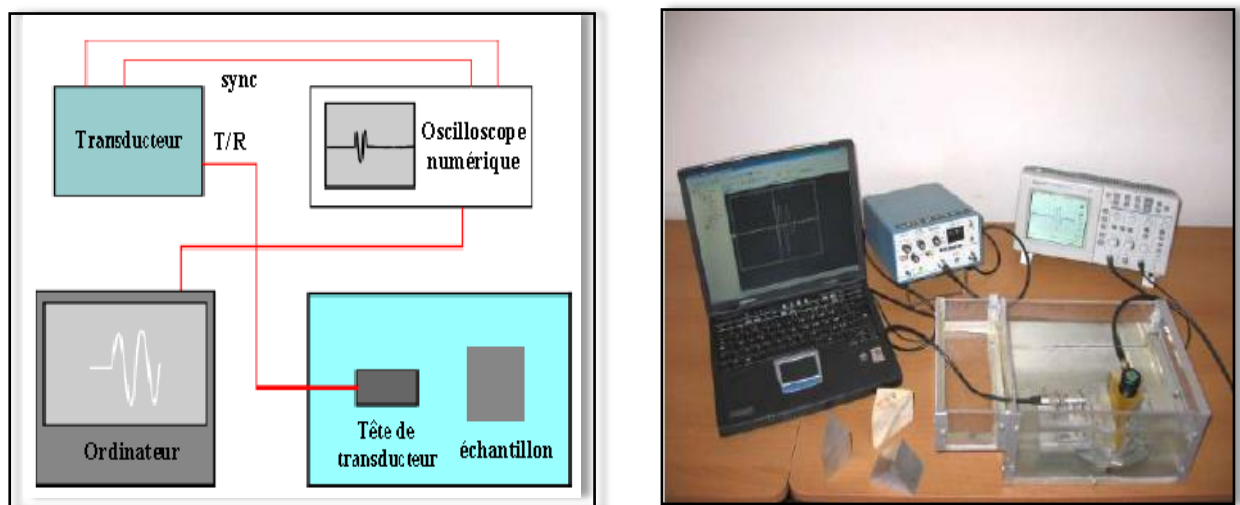 sync
Transducteur
T/R
Oscilloscope
numérique
Ordinateur
Tête de
transducteur
échantillon